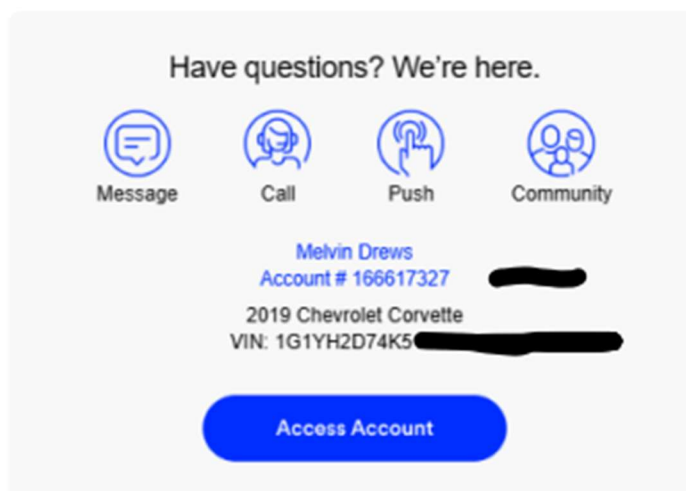 Have questions? We're here.
Message Call Push Community
Melvin Drews
Account # 166617327
2019 Chevrolet Corvette
VIN: 1G1YH2D74K5
Access Account